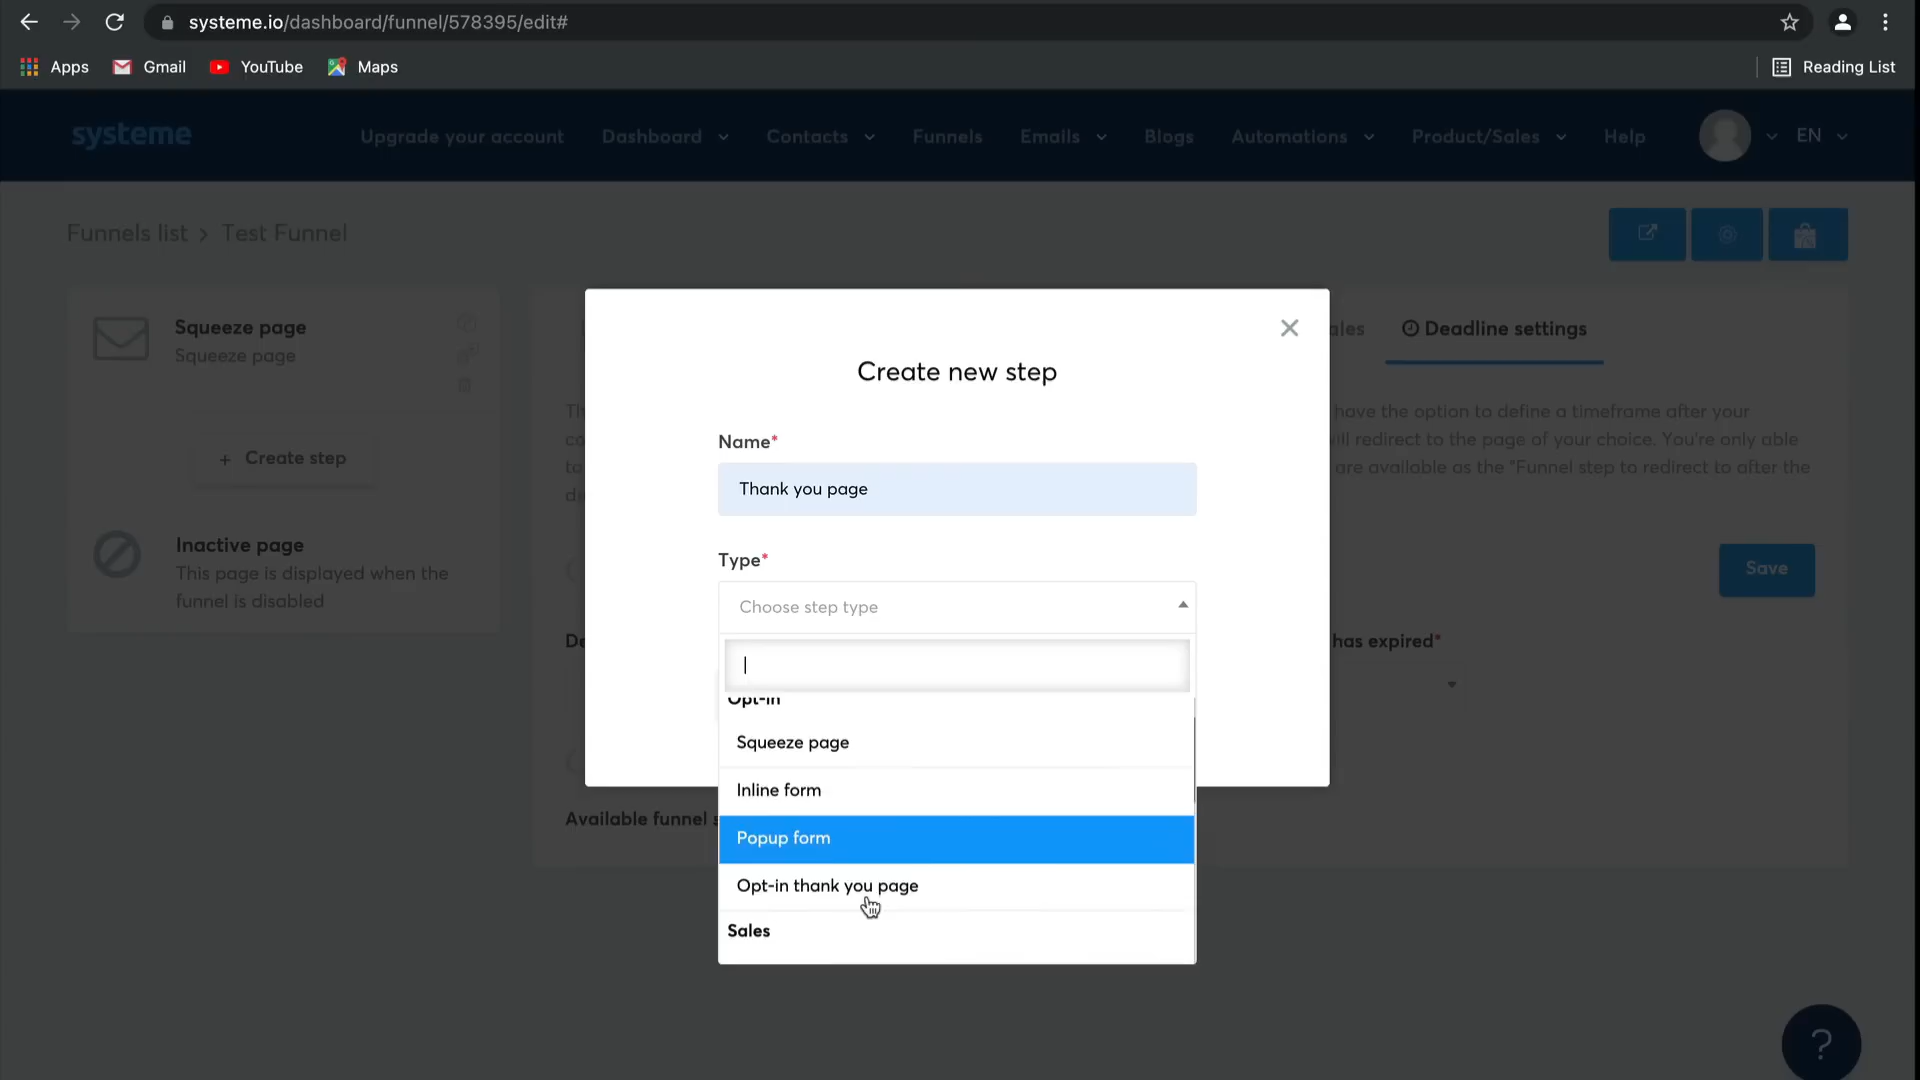 systeme.io/dashboard/funnel/578395/edit#
Apps Gmail YouTube Maps Reading List
systeme Upgrade your account Dashboard Contacts Funnels Emails Blogs Automations Product/Sales Help EN
Funnels list > Test Funnel
Squeeze page
Squeeze page
+ Create step
Inactive page
This page is displayed when the
funnel is disabled
ales Deadline settings
have the option to define a timeframe after your
will redirect to the page of your choice. You're only able
are available as the "Funnel step to redirect to after the
Save
has expired*
Available funnel s
Create new step
Name*
Thank you page
Type*
Choose step type
Opt-in
Squeeze page
Inline form
Popup form
Opt-in thank you page
Sales
?